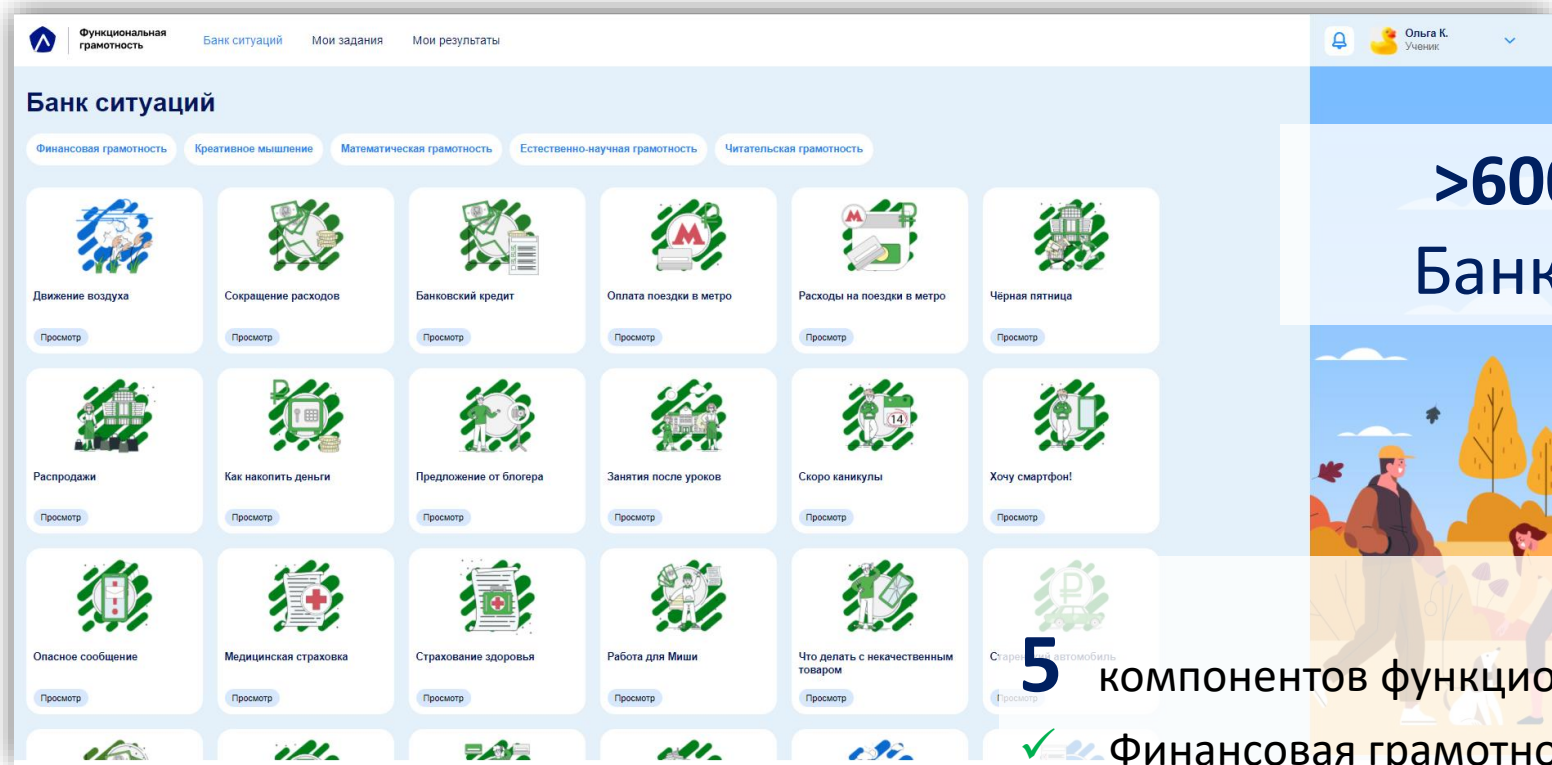 Функциональная
грамотность
Банк ситуаций
Мои задания
Мои результаты
Ольга К.
Ученик
Банк ситуаций
Финансовая грамотность
Креативное мышление
Математическая грамотность
Естественно-научная грамотность
Читательская грамотность
>600
Банк
М
М
Движение воздуха
Сокращение расходов
Банковский кредит
Оплата поездки в метро
Расходы на поездки в метро
Чёрная пятница
Просмотр
Просмотр
Просмотр
Просмотр
Просмотр
Просмотр
14
Распродажи
Как накопить деньги
Предложение от блогера
Занятия после уроков
Скоро каникулы
Хочу смартфон!
Просмотр
Просмотр
Просмотр
Просмотр
Просмотр
Просмотр
Опасное сообщение
Медицинская страховка
Страхование здоровья
Работа для Миши
Что делать с некачественным
товаром
автомобиль
Просмотр
Просмотр
Просмотр
Просмотр
Просмотр
5 компонентов функцио
✓ Финансовая грамотно